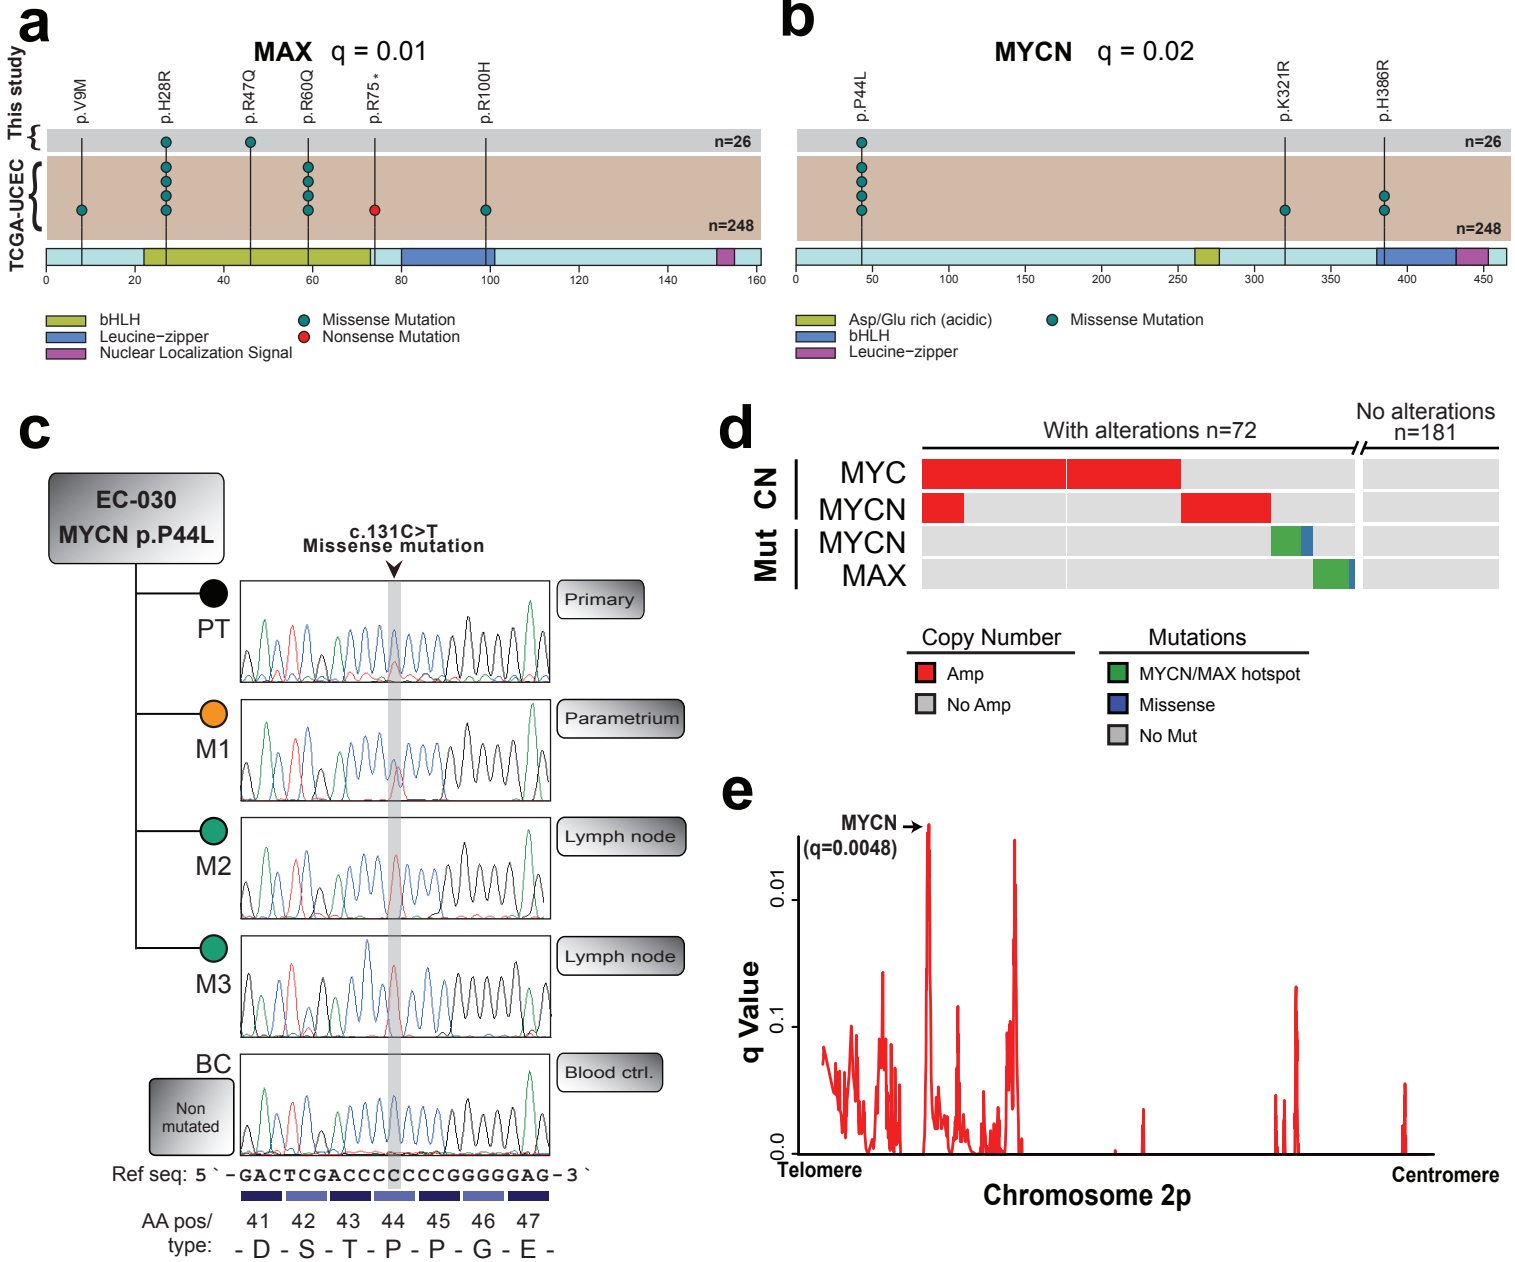 a
MAX q = 0.01
This study
TCGA-UCEC
{
{
p.V9M
p.H28R
p.R47Q
p.R60Q
p.R75*
p.R100H
n=26
n=248
0 20 40 60 80 100 120 140 160
bHLH
Leucine−zipper
Nuclear Localization Signal
Missense Mutation
Nonsense Mutation
b
MYCN q = 0.02
p.P44L
p.K321R
p.H386R
n=26
n=248
0 50 100 150 200 250 300 350 400 450
Asp/Glu rich (acidic)
bHLH
Leucine−zipper
Missense Mutation
c
EC-030
MYCN p.P44L
c.131C>T
Missense mutation
PT
Primary
M1
Parametrium
M2
Lymph node
M3
Lymph node
BC
Blood ctrl.
Non
mutated
Ref seq: 5`-GACTCGACCCCCCCGGGGGAG-3`
AA pos/ 41 42 43 44 45 46 47
type: - D - S - T - P - P - G - E -
d
With alterations n=72
No alterations
n=181
CN
Mut
MYC
MYCN
MYCN
MAX
Copy Number
Amp
No Amp
Mutations
MYCN/MAX hotspot
Missense
No Mut
e
MYCN
(q=0.0048)
q Value
0.01
0.1
0.0
Telomere
Centromere
Chromosome 2p